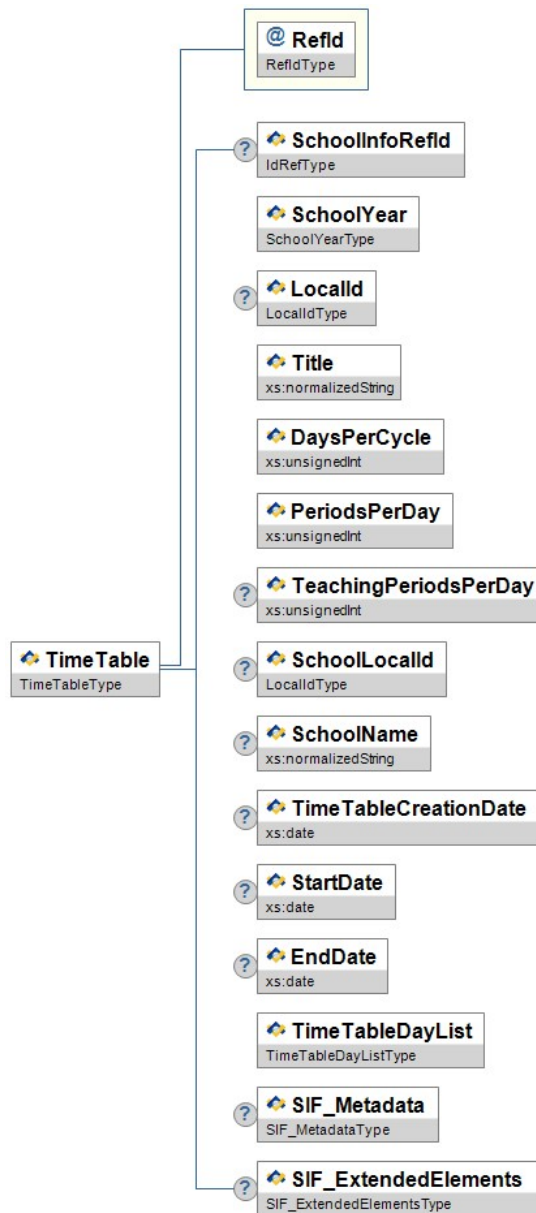 @ RefId
RefIdType
? SchoolInfoRefId
IdRefType
SchoolYear
SchoolYearType
? LocalId
LocalIdType
Title
xs:normalizedString
DaysPerCycle
xs:unsignedInt
PeriodsPerDay
xs:unsignedInt
? TeachingPeriodsPerDay
xs:unsignedInt
TimeTable
TimeTableType
? SchoolLocalId
LocalIdType
? SchoolName
xs:normalizedString
? TimeTableCreationDate
xs:date
? StartDate
xs:date
? EndDate
xs:date
TimeTableDayList
TimeTableDayListType
? SIF_Metadata
SIF_MetadataType
? SIF_ExtendedElements
SIF_ExtendedElementsType